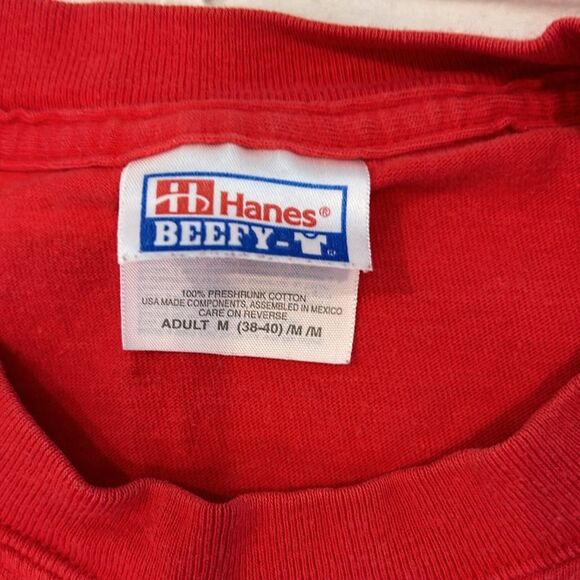 Hanes®
BEEFY-
100% PRESHRUNK COTTON
USA MADE COMPONENTS, ASSEMBLED IN MEXICO
CARE ON REVERSE
ADULT M (38-40) /M/M